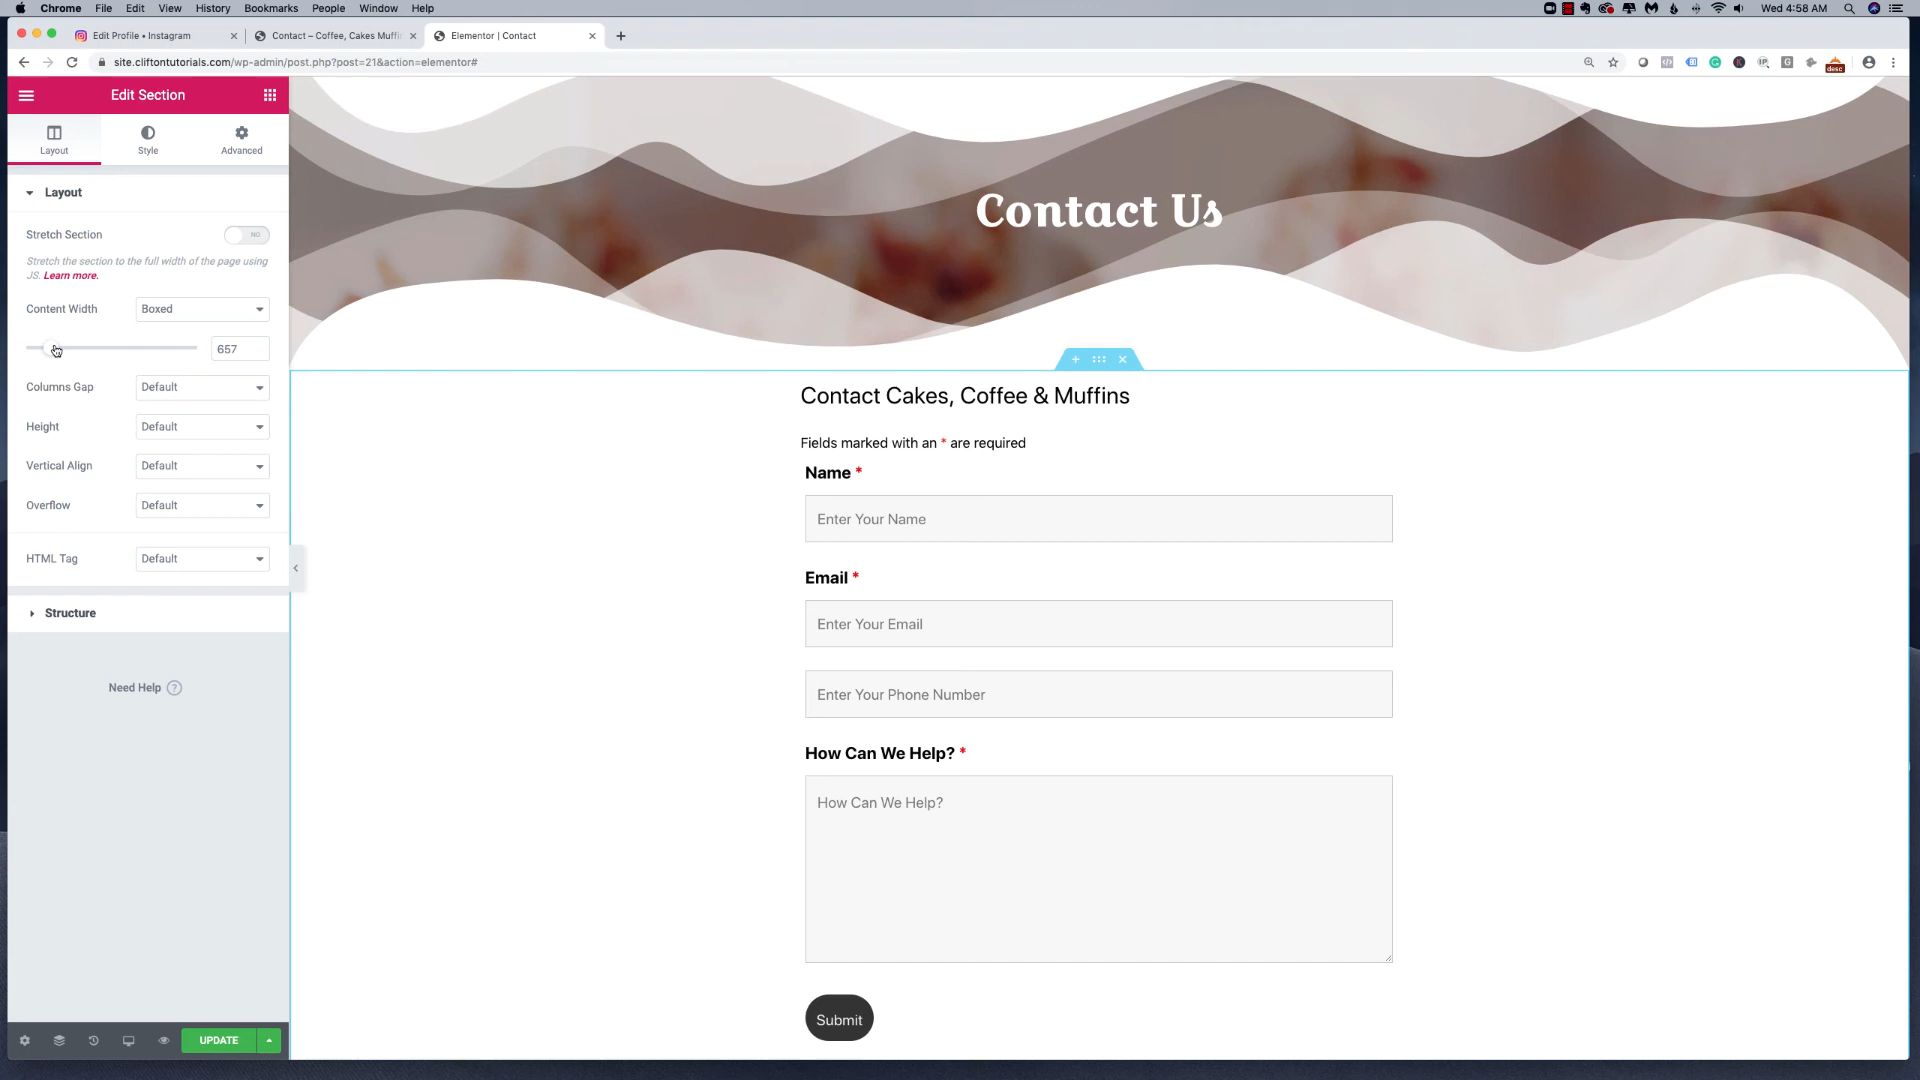 Chrome File Edit View History Bookmarks People Window Help
Wed 4:58 AM
Edit Profile • Instagram
Contact – Coffee, Cakes Muffi
Elementor | Contact
site.cliftontutorials.com/wp-admin/post.php?post=21&action=elementor#
desc
Edit Section
Layout
Style
Advanced
Layout
Stretch Section
NO
Stretch the section to the full width of the page using
JS. Learn more.
Content Width
Boxed
657
Columns Gap
Default
Height
Default
Vertical Align
Default
Overflow
Default
HTML Tag
Default
Structure
Need Help ?
UPDATE
Contact Us
Contact Cakes, Coffee & Muffins
Fields marked with an * are required
Name *
Enter Your Name
Email *
Enter Your Email
Enter Your Phone Number
How Can We Help? *
How Can We Help?
Submit